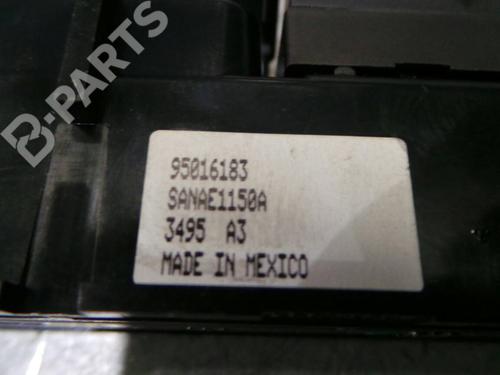 B-PARTS
95016183
SANAE1150A
3495 A3
MADE IN MEXICO